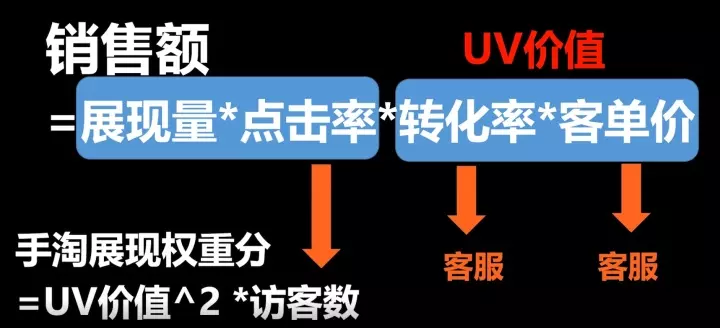 销售额
UV价值
=展现量*点击率*转化率*客单价
手淘展现权重分
客服
客服
=UV价值^2 *访客数